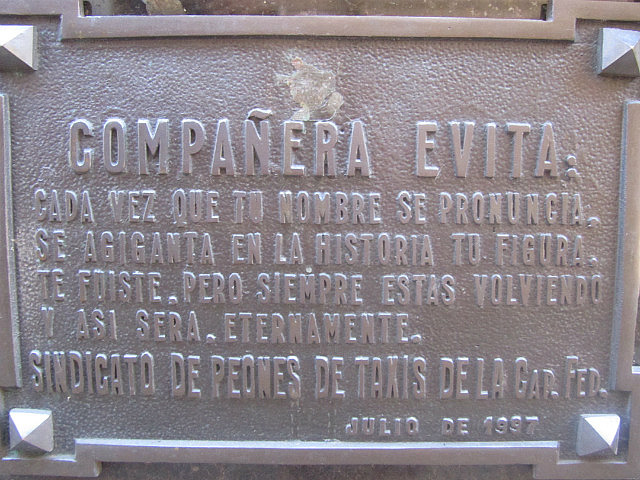 COMPAÑERA EVITA:
CADA VEZ QUE TU NOMBRE SE PRONUNCIA,
SE AGIGANTA EN LA HISTORIA TU FIGURA.
TE FUISTE, PERO SIEMPRE ESTAS VOLVIENDO
Y ASI SERA, ETERNAMENTE.
SINDICATO DE PEONES DE TAXIS DE LA CAP. FED.
JULIO DE 1997